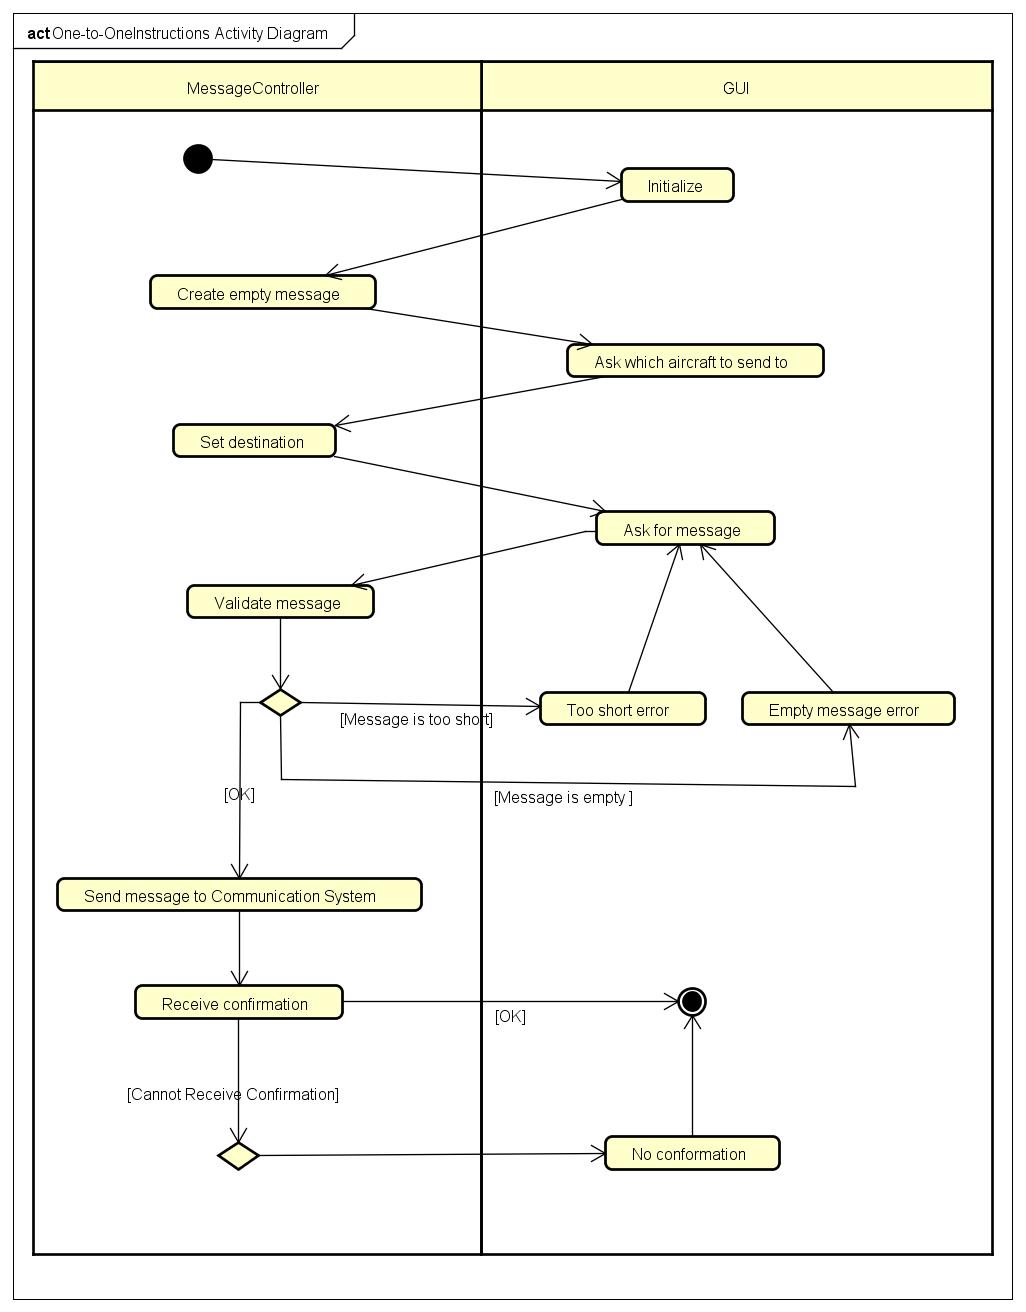 act One-to-OneInstructions Activity Diagram
MessageController
GUI
Initialize
Create empty message
Ask which aircraft to send to
Set destination
Ask for message
Validate message
[Message is too short]
Too short error
Empty message error
[OK]
[Message is empty ]
Send message to Communication System
Receive confirmation
[OK]
[Cannot Receive Confirmation]
No conformation